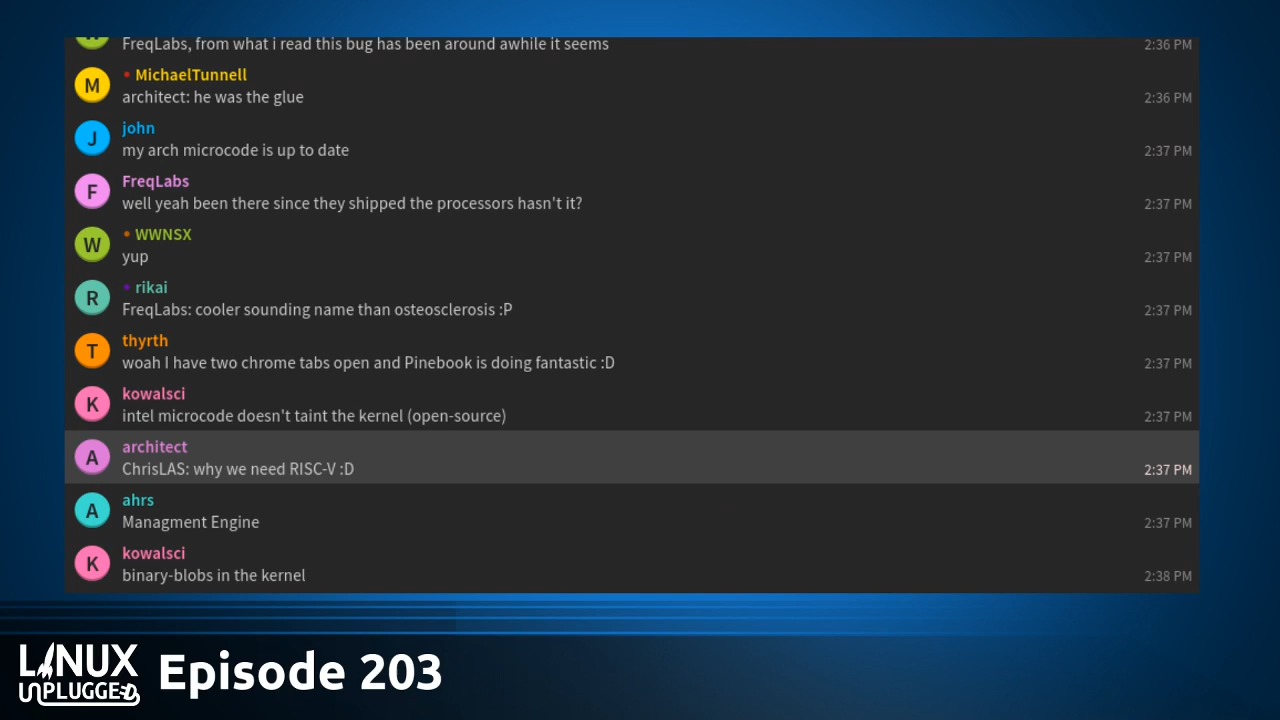 FreqLabs, from what i read this bug has been around awhile it seems
2:36 PM
M
MichaelTunnell
architect: he was the glue
2:36 PM
J
john
my arch microcode is up to date
2:37 PM
F
FreqLabs
well yeah been there since they shipped the processors hasn't it?
2:37 PM
W
WWNSX
yup
2:37 PM
R
rikai
FreqLabs: cooler sounding name than osteosclerosis :P
2:37 PM
T
thyrth
woah I have two chrome tabs open and Pinebook is doing fantastic :D
2:37 PM
K
kowalsci
intel microcode doesn't taint the kernel (open-source)
2:37 PM
A
architect
ChrisLAS: why we need RISC-V :D
2:37 PM
A
ahrs
Managment Engine
2:37 PM
K
kowalsci
binary-blobs in the kernel
2:38 PM
LINUX
UNPLUGGED
Episode 203